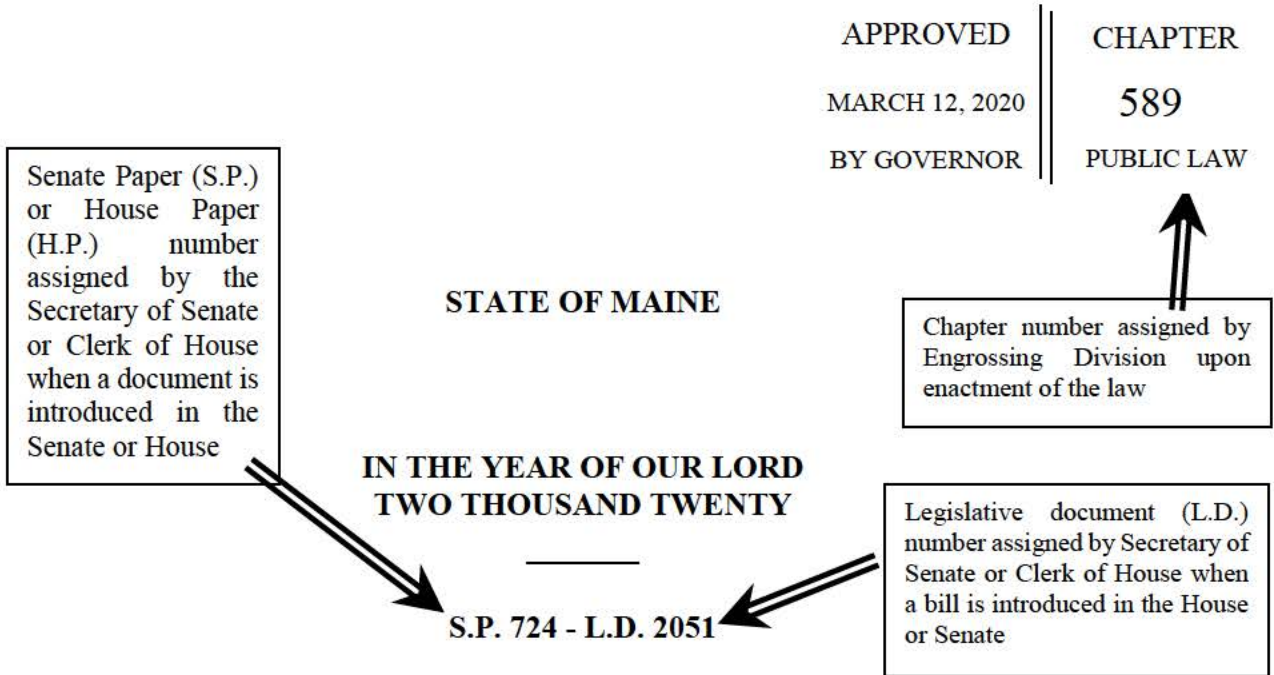 APPROVED
MARCH 12, 2020
BY GOVERNOR
CHAPTER
589
PUBLIC LAW
Senate Paper (S.P.)
or House Paper
(H.P.) number
assigned by the
Secretary of Senate
or Clerk of House
when a document is
introduced in the
Senate or House
STATE OF MAINE
Chapter number assigned by
Engrossing Division upon
enactment of the law
IN THE YEAR OF OUR LORD
TWO THOUSAND TWENTY
Legislative document (L.D.)
number assigned by Secretary of
Senate or Clerk of House when
a bill is introduced in the House
or Senate
S.P. 724 - L.D. 2051